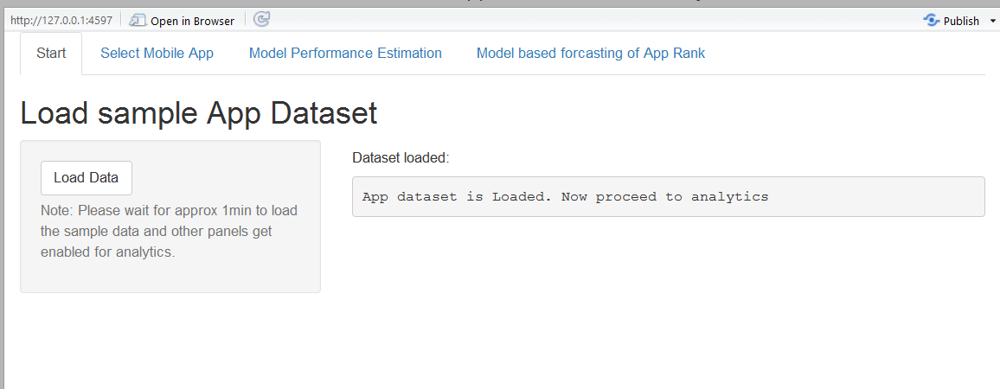 http://127.0.0.1:4597 Open in Browser Publish
Start Select Mobile App Model Performance Estimation Model based forcasting of App Rank
Load sample App Dataset
Load Data
Note: Please wait for approx 1min to load
the sample data and other panels get
enabled for analytics.
Dataset loaded:
App dataset is Loaded. Now proceed to analytics